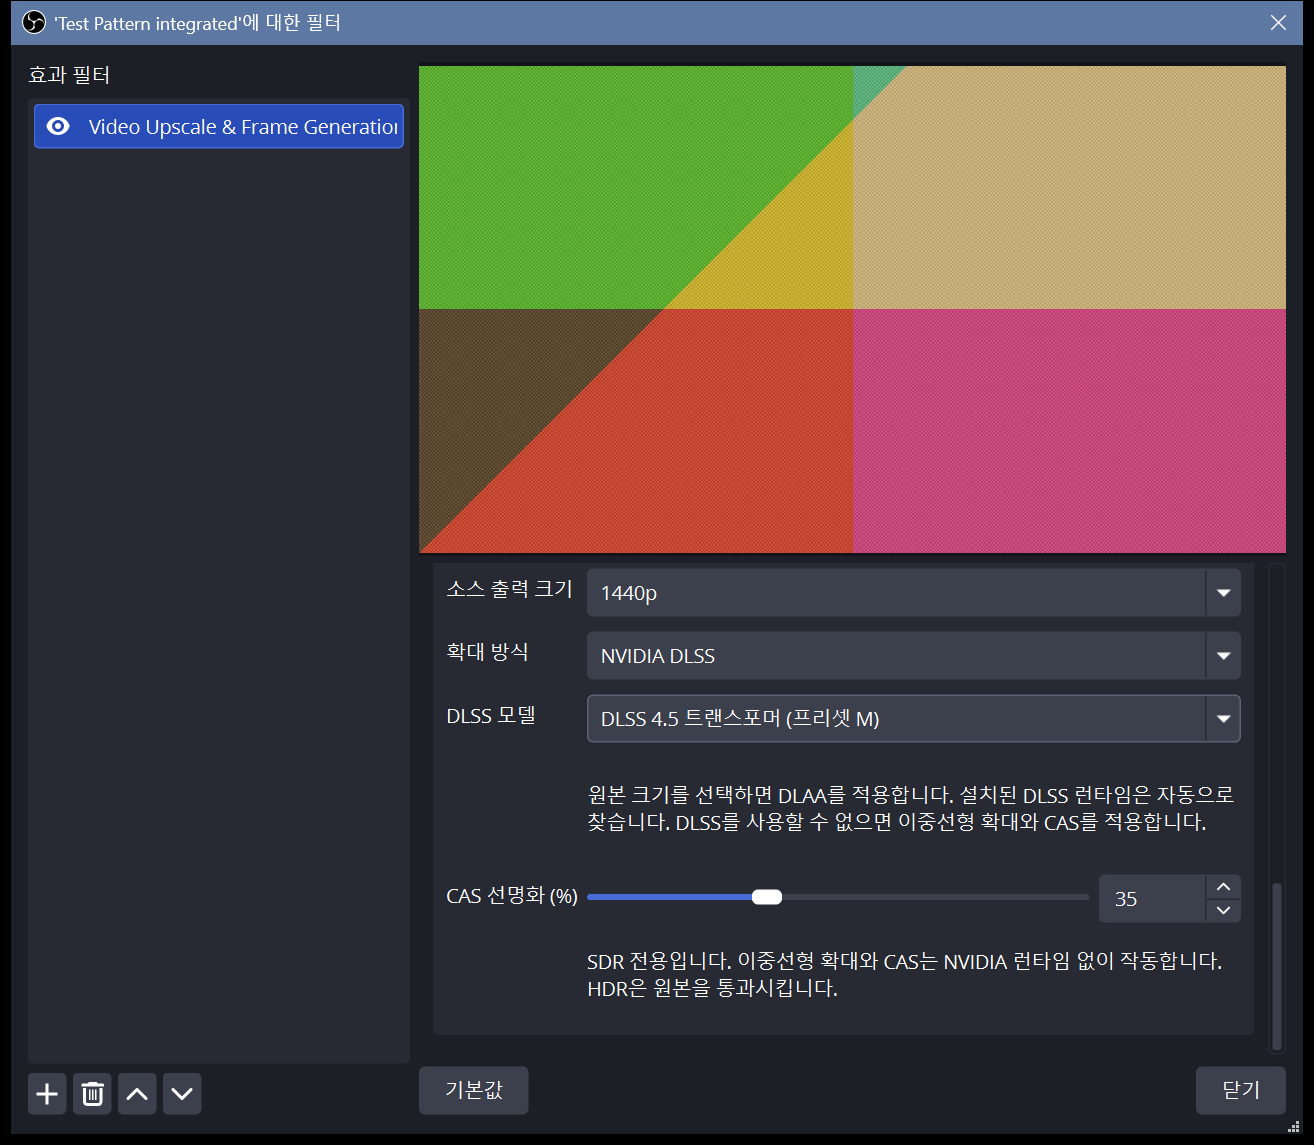 'Test Pattern integrated'에 대한 필터
효과 필터
Video Upscale & Frame Generation
소스 출력 크기
1440p
확대 방식
NVIDIA DLSS
DLSS 모델
DLSS 4.5 트랜스포머 (프리셋 M)
원본 크기를 선택하면 DLAA를 적용합니다. 설치된 DLSS 런타임은 자동으로
찾습니다. DLSS를 사용할 수 없으면 이중선형 확대와 CAS를 적용합니다.
CAS 선명화 (%)
35
SDR 전용입니다. 이중선형 확대와 CAS는 NVIDIA 런타임 없이 작동합니다.
HDR은 원본을 통과시킵니다.
기본값
닫기